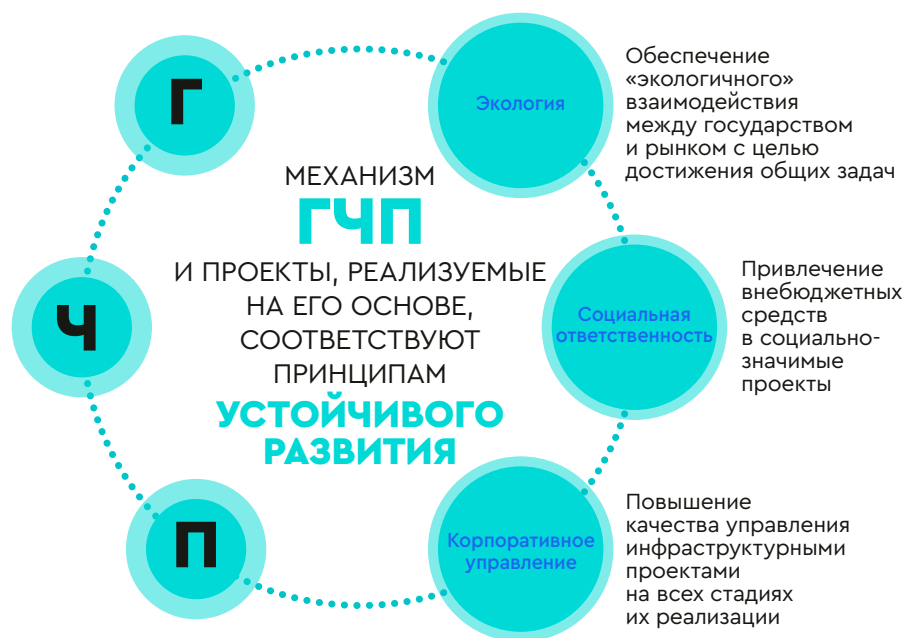 Г
Ч
П
МЕХАНИЗМ
ГЧП
И ПРОЕКТЫ, РЕАЛИЗУЕМЫЕ
НА ЕГО ОСНОВЕ,
СООТВЕТСТВУЮТ
ПРИНЦИПАМ
УСТОЙЧИВОГО
РАЗВИТИЯ
Экология
Обеспечение
«экологичного»
взаимодействия
между государством
и рынком с целью
достижения общих задач
Социальная
ответственность
Привлечение
внебюджетных
средств
в социально-
значимые
проекты
Корпоративное
управление
Повышение
качества управления
инфраструктурными
проектами
на всех стадиях
их реализации